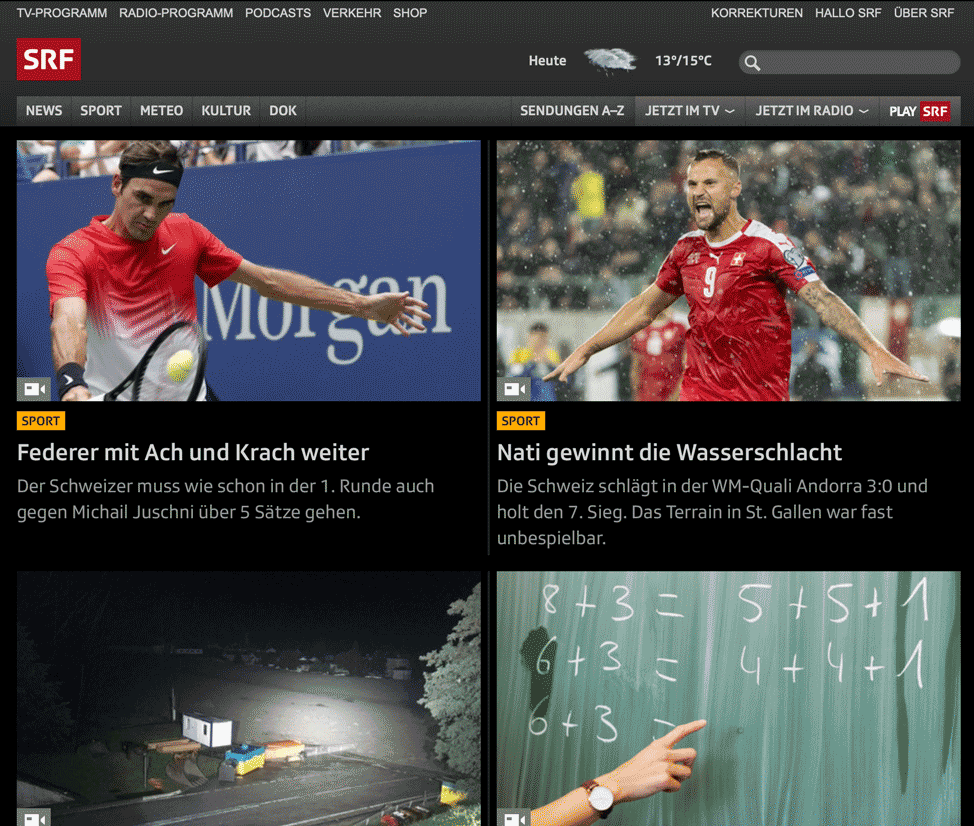 TV-PROGRAMM RADIO-PROGRAMM PODCASTS VERKEHR SHOP KORREKTUREN HALLO SRF ÜBER SRF
SRF
Heute 13°/15°C
NEWS SPORT METEO KULTUR DOK SENDUNGEN A–Z JETZT IM TV JETZT IM RADIO PLAY SRF
Morgan
9
SPORT
Federer mit Ach und Krach weiter
Der Schweizer muss wie schon in der 1. Runde auch
gegen Michail Juschni über 5 Sätze gehen.
SPORT
Nati gewinnt die Wasserschlacht
Die Schweiz schlägt in der WM-Quali Andorra 3:0 und
holt den 7. Sieg. Das Terrain in St. Gallen war fast
unbespielbar.
8 + 3 = 5 + 5 + 1
6 + 3 = 4 + 4 + 1
6 + 3 =